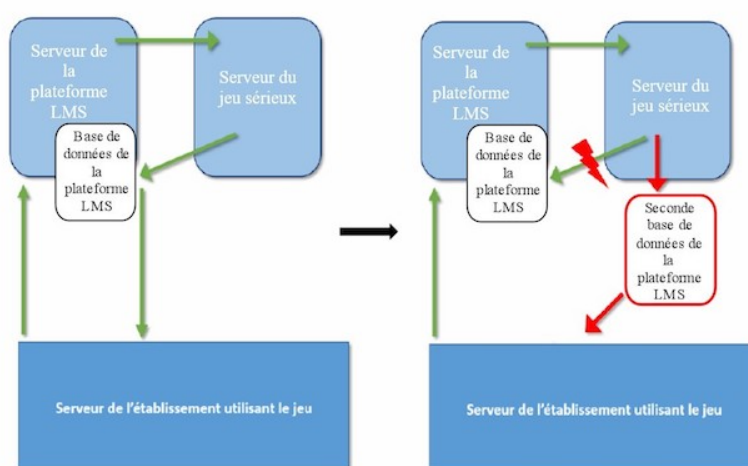 Serveur de
la
plateforme
LMS
Serveur du
jeu sérieux
Base de
données de
la
plateforme
LMS
Serveur de l'établissement utilisant le jeu
Serveur de
la
plateforme
LMS
Serveur du
jeu sérieux
Base de
données de
la
plateforme
LMS
Seconde
base de
données de
la
plateforme
LMS
Serveur de l'établissement utilisant le jeu